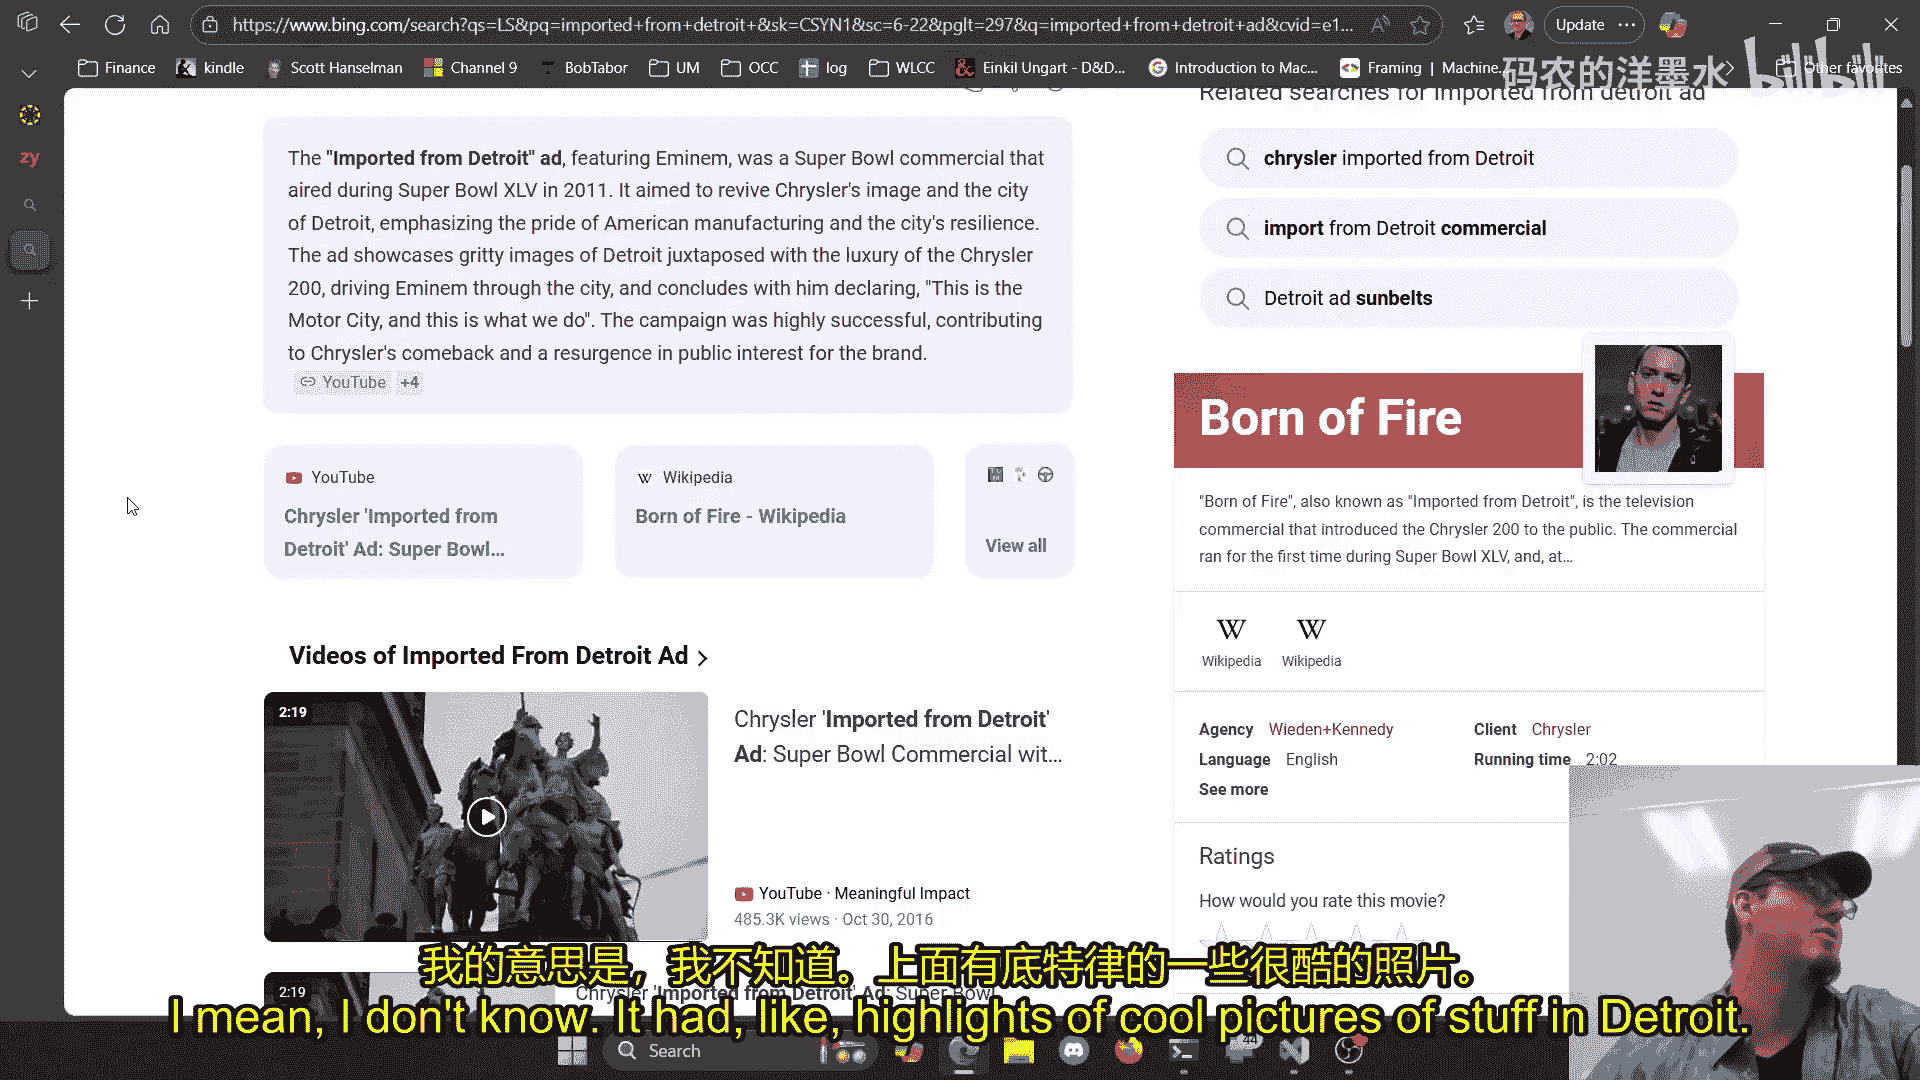 https://www.bing.com/search?qs=LS&pq=imported+from+detroit+&sk=CSYN1&sc=6-22&pglt=297&q=imported+from+detroit+ad&cvid=e1...
Update
Finance
kindle
Scott Hanselman
Channel 9
BobTabor
UM
OCC
log
WLCC
Einkil Ungart - D&D...
Introduction to Mac...
Framing | Machine...
Other favorites
码农的洋墨水
bilibili
zy
Related searches for imported from detroit ad
The "Imported from Detroit" ad, featuring Eminem, was a Super Bowl commercial that
aired during Super Bowl XLV in 2011. It aimed to revive Chrysler's image and the city
of Detroit, emphasizing the pride of American manufacturing and the city's resilience.
The ad showcases gritty images of Detroit juxtaposed with the luxury of the Chrysler
200, driving Eminem through the city, and concludes with him declaring, "This is the
Motor City, and this is what we do". The campaign was highly successful, contributing
to Chrysler's comeback and a resurgence in public interest for the brand.
YouTube +4
chrysler imported from Detroit
import from Detroit commercial
Detroit ad sunbelts
YouTube
Chrysler 'Imported from
Detroit' Ad: Super Bowl...
Wikipedia
Born of Fire - Wikipedia
View all
Born of Fire
"Born of Fire", also known as "Imported from Detroit", is the television
commercial that introduced the Chrysler 200 to the public. The commercial
ran for the first time during Super Bowl XLV, and, at...
W W
Wikipedia Wikipedia
Agency Wieden+Kennedy
Client Chrysler
Language English
Running time 2:02
See more
Ratings
How would you rate this movie?
Videos of Imported From Detroit Ad
2:19
Chrysler 'Imported from Detroit'
Ad: Super Bowl Commercial wit...
YouTube · Meaningful Impact
485.3K views · Oct 30, 2016
2:19
Chrysler 'Imported from Detroit' Ad: Super Bowl
我的意思是，我不知道。上面有底特律的一些很酷的照片。
I mean, I don't know. It had, like, highlights of cool pictures of stuff in Detroit.
Search
44